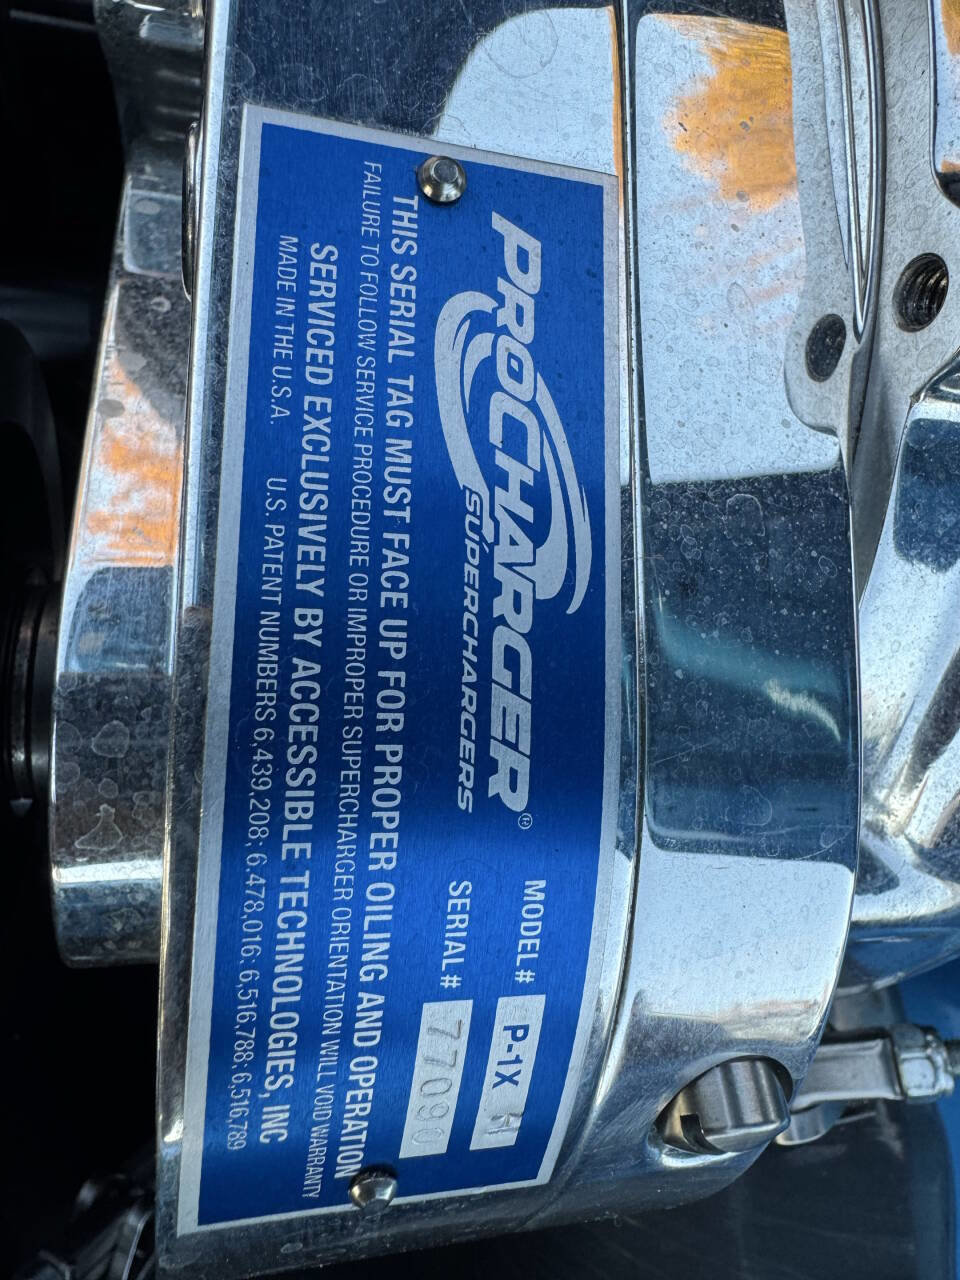 PROCHARGER®
SUPERCHARGERS
MODEL# P-1X H
SERIAL# 77090
THIS SERIAL TAG MUST FACE UP FOR PROPER OILING AND OPERATION
FAILURE TO FOLLOW SERVICE PROCEDURE OR IMPROPER SUPERCHARGER ORIENTATION WILL VOID WARRANTY
SERVICED EXCLUSIVELY BY ACCESSIBLE TECHNOLOGIES, INC
MADE IN THE U.S.A. U.S. PATENT NUMBERS 6,439,208; 6,478,016; 6,516,788; 6,516,789